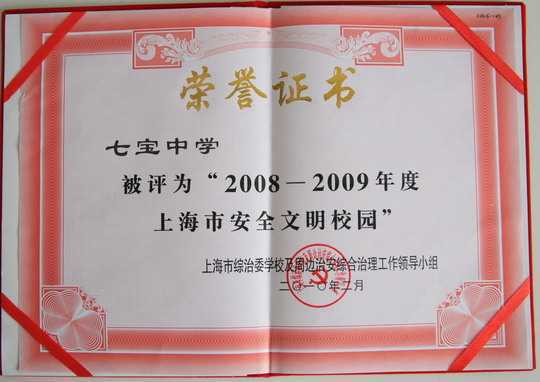 荣誉证书
七宝中学
被评为“2008－2009年度
上海市安全文明校园”
上海市综治委学校及周边治安综合治理工作领导小组
二〇一〇年二月